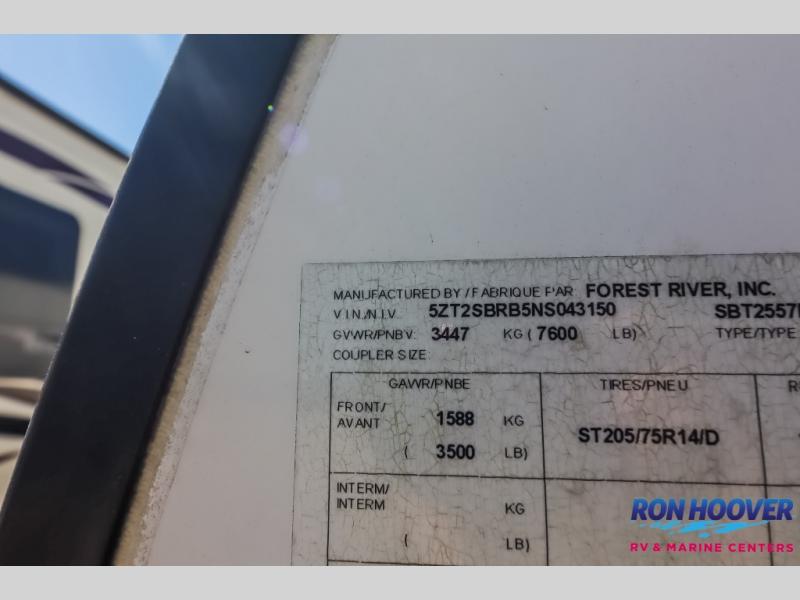 MANUFACTURED BY / FABRIQUE PAR FOREST RIVER, INC.
V.I.N./N.I.V. 5ZT2SBRB5NS043150 SBT2557
GVWR/PNBV: 3447 KG ( 7600 LB) TYPE/TYPE
COUPLER SIZE:
GAWR/PNBE TIRES/PNEU
FRONT/
AVANT 1588 KG ST205/75R14/D
( 3500 LB)
INTERM/
INTERM KG
( LB)
RON HOOVER
RV & MARINE CENTERS